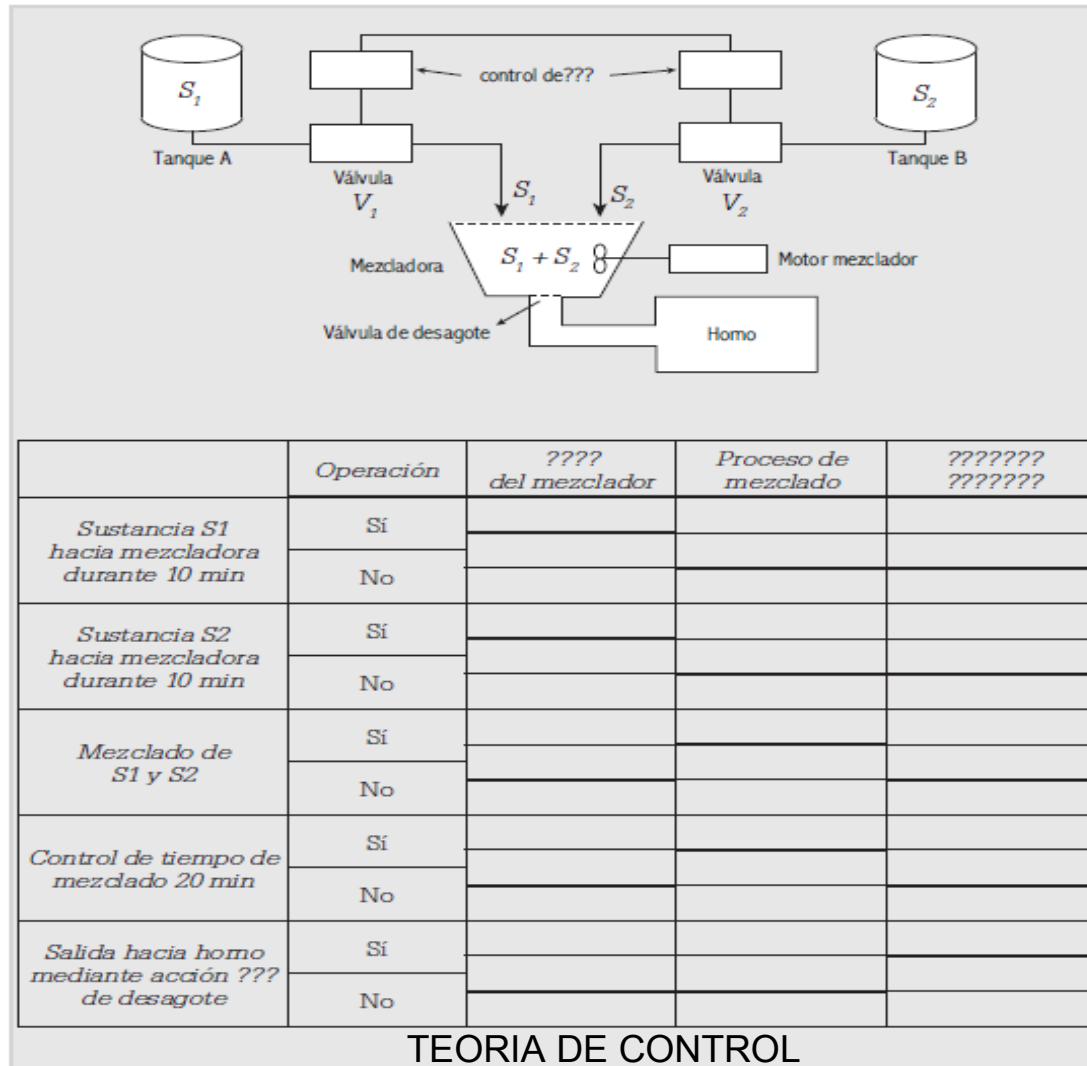 control de???
S1
S2
Tanque A
Tanque B
Válvula
V1
Válvula
V2
S1
S2
Mezcladora
S1 + S2
Motor mezclador
Válvula de desagote
Horno
Operación
????
del mezclador
Proceso de
mezclado
???????
???????
Sustancia S1
hacia mezcladora
durante 10 min
Sí
No
Sustancia S2
hacia mezcladora
durante 10 min
Sí
No
Mezclado de
S1 y S2
Sí
No
Control de tiempo de
mezclado 20 min
Sí
No
Salida hacia horno
mediante acción ???
de desagote
Sí
No
TEORIA DE CONTROL